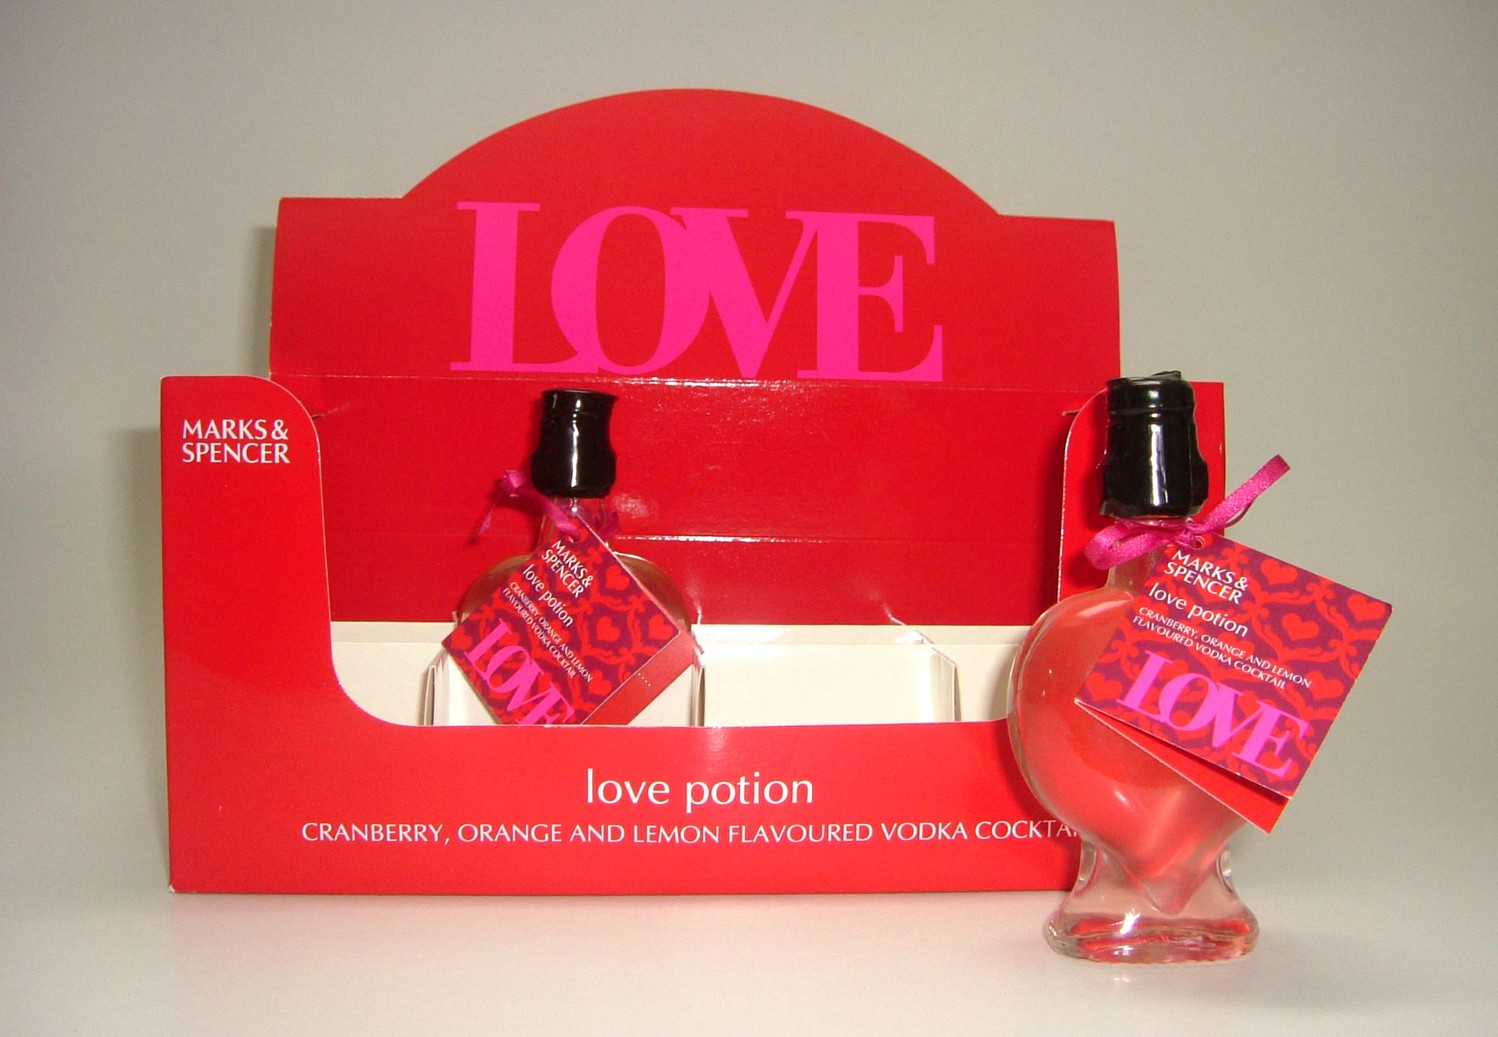 LOVE
MARKS &
SPENCER
love potion
CRANBERRY, ORANGE AND LEMON FLAVOURED VODKA COCKTA
MARKS &
SPENCER
love potion
CRANBERRY, ORANGE AND LEMON
FLAVOURED VODKA COCKTAIL
LOVE
MARKS &
SPENCER
love potion
CRANBERRY, ORANGE AND LEMON
FLAVOURED VODKA COCKTAIL
LOVE